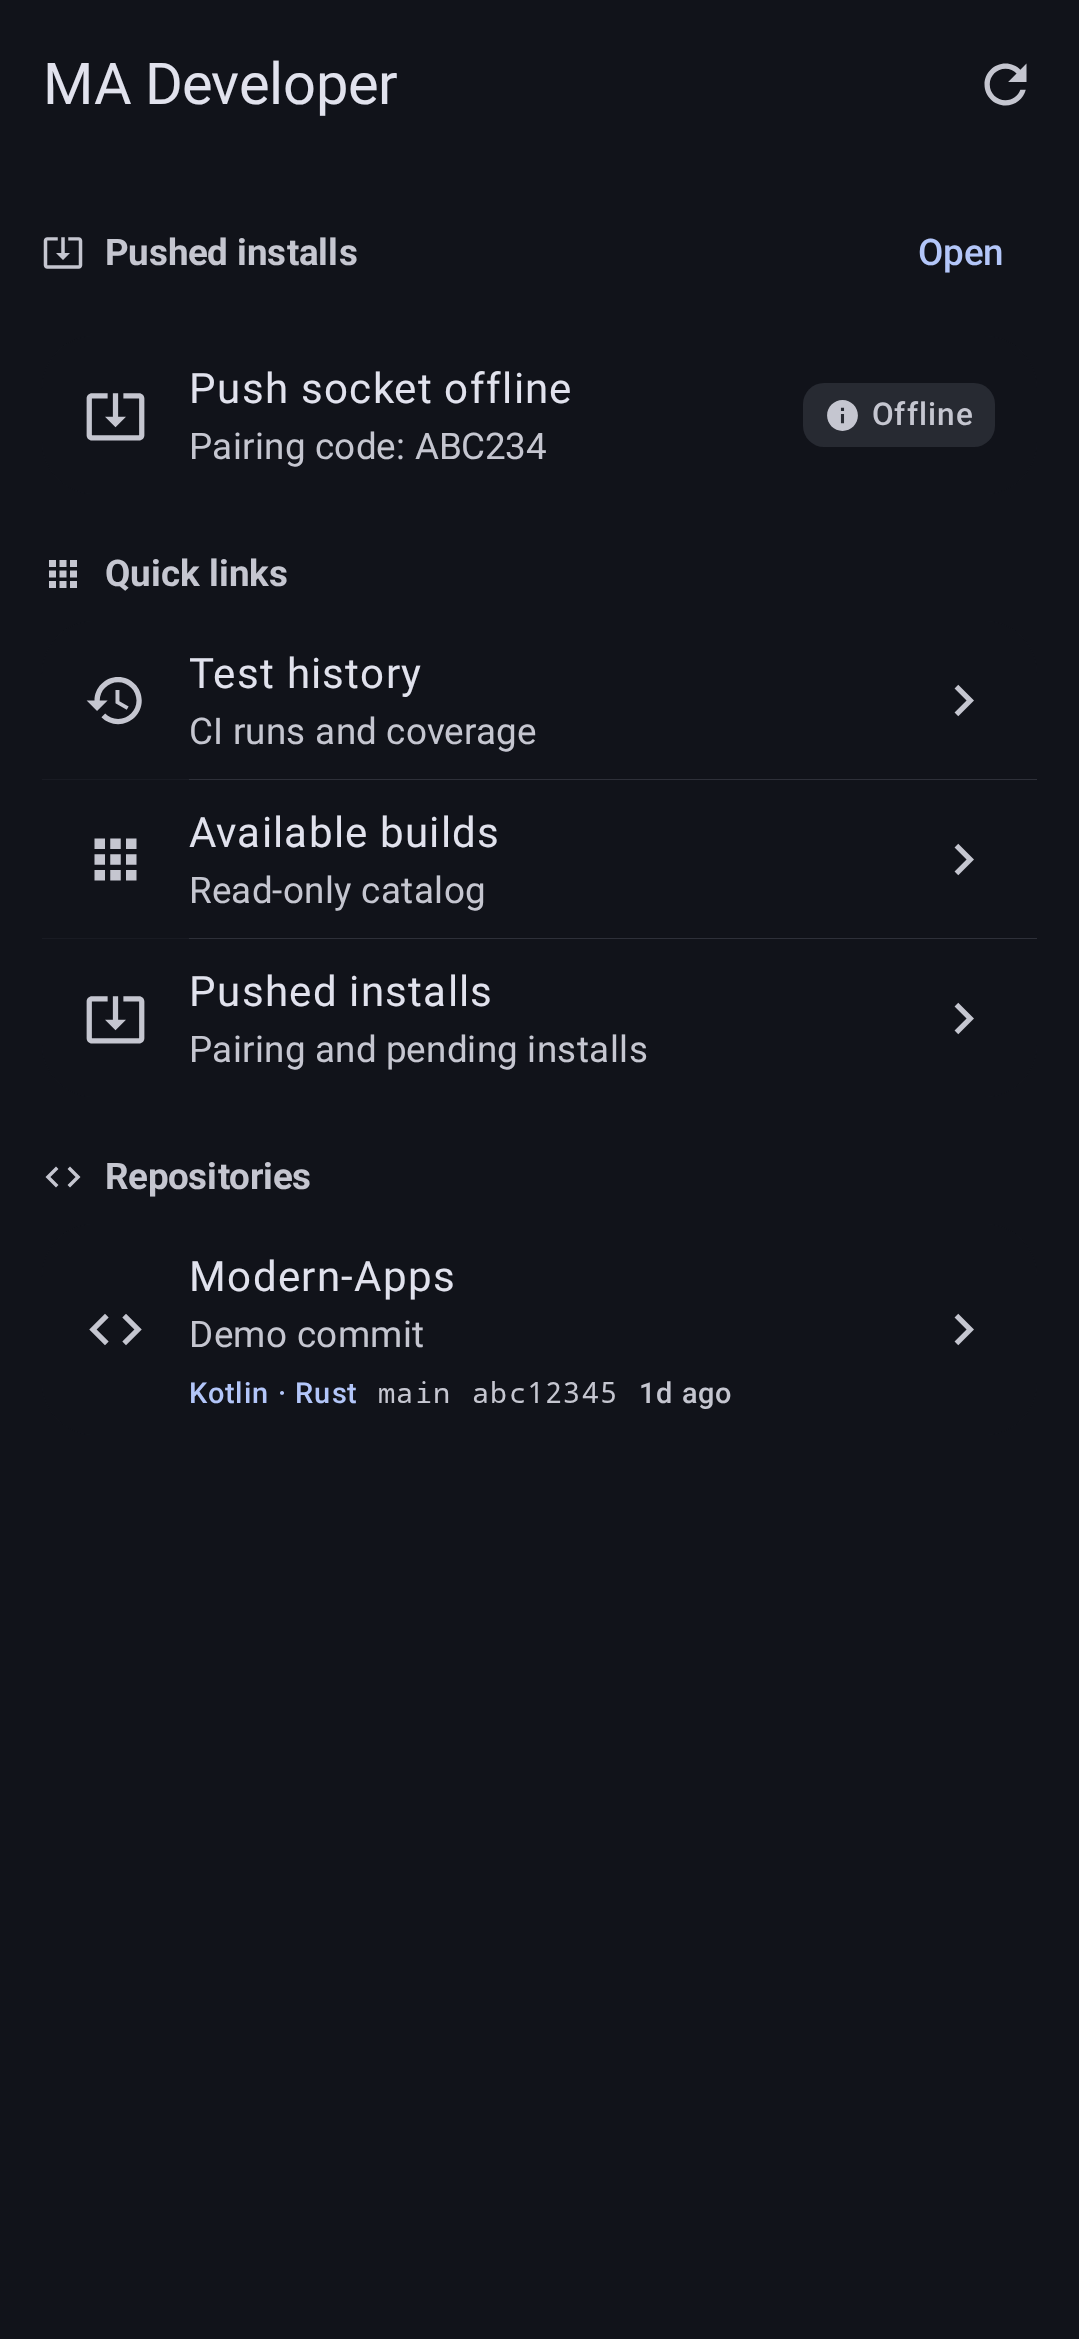 MA Developer
Pushed installs
Open
Push socket offline
Pairing code: ABC234
Offline
Quick links
Test history
CI runs and coverage
Available builds
Read-only catalog
Pushed installs
Pairing and pending installs
Repositories
Modern-Apps
Demo commit
Kotlin · Rust main abc12345 1d ago